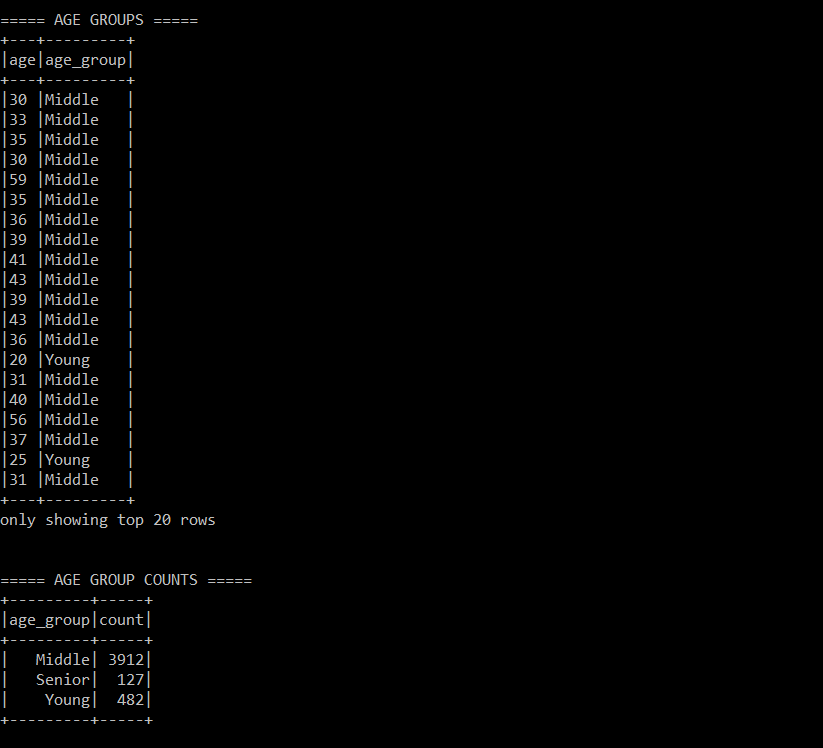 ===== AGE GROUPS =====
+---+---------+
|age|age_group|
+---+---------+
|30 |Middle   |
|33 |Middle   |
|35 |Middle   |
|30 |Middle   |
|59 |Middle   |
|35 |Middle   |
|36 |Middle   |
|39 |Middle   |
|41 |Middle   |
|43 |Middle   |
|39 |Middle   |
|43 |Middle   |
|36 |Middle   |
|20 |Young    |
|31 |Middle   |
|40 |Middle   |
|56 |Middle   |
|37 |Middle   |
|25 |Young    |
|31 |Middle   |
+---+---------+
only showing top 20 rows
===== AGE GROUP COUNTS =====
+---------+-----+
|age_group|count|
+---------+-----+
|   Middle| 3912|
|   Senior|  127|
|    Young|  482|
+---------+-----+